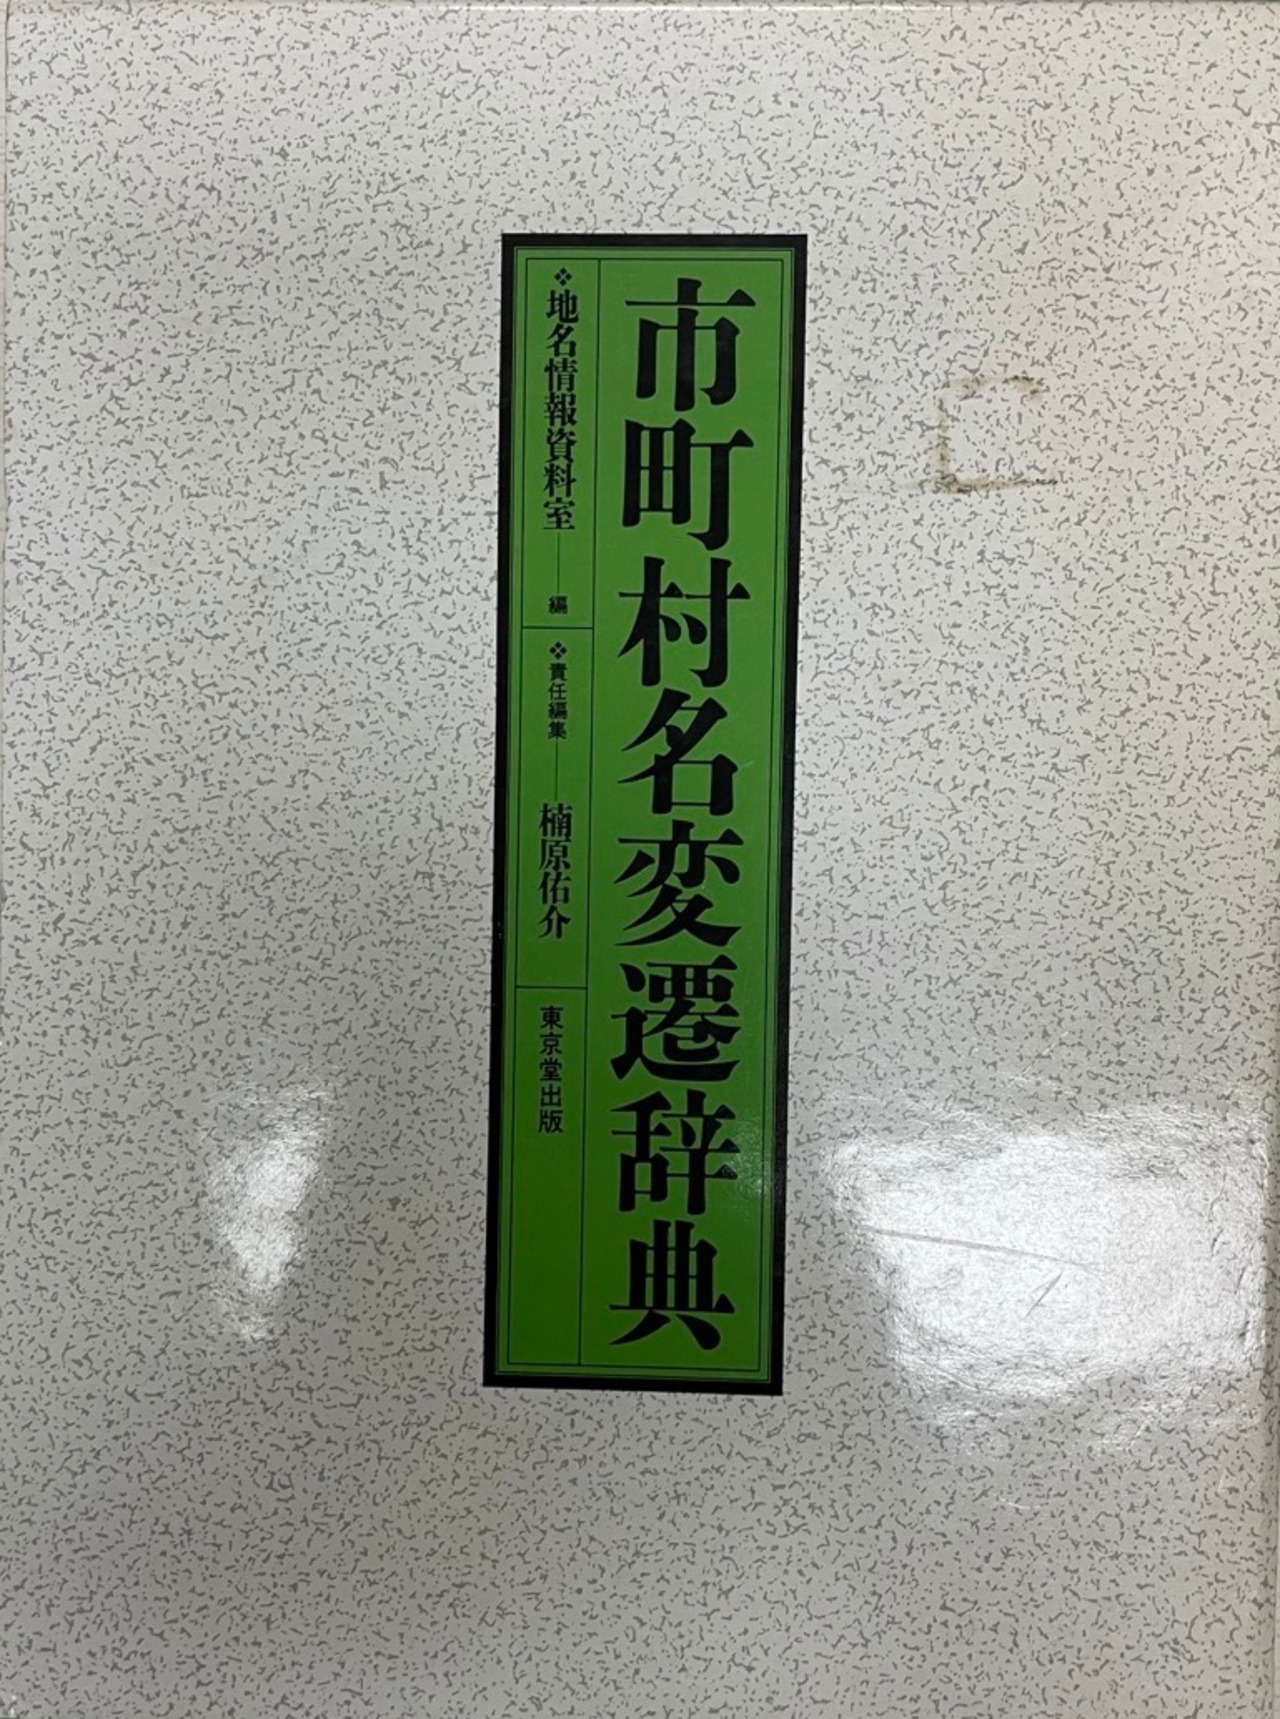 市町村名変遷辞典
❖地名情報資料室――編
❖責任編集――楠原佑介
東京堂出版